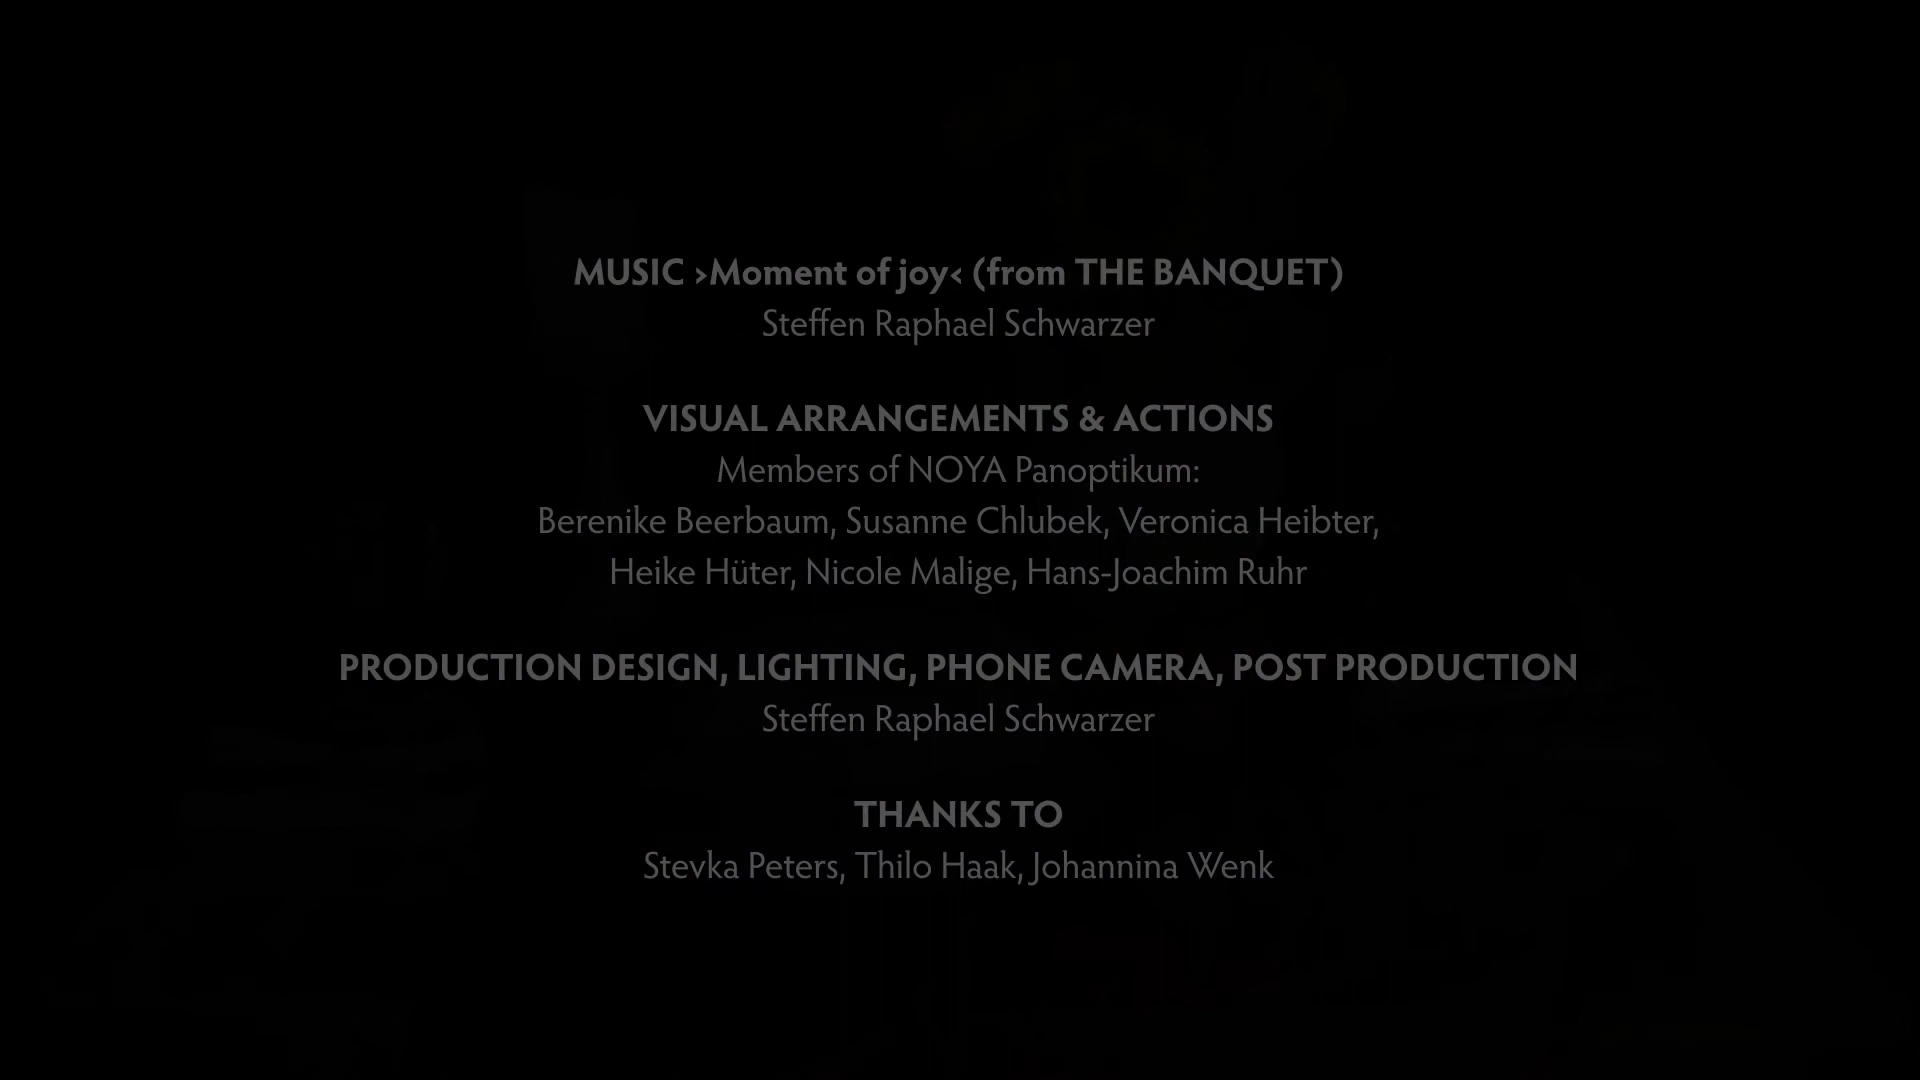 MUSIC ›Moment of joy‹ (from THE BANQUET)
Steffen Raphael Schwarzer
VISUAL ARRANGEMENTS & ACTIONS
Members of NOYA Panoptikum:
Berenike Beerbaum, Susanne Chlubek, Veronica Heibter,
Heike Hüter, Nicole Malige, Hans-Joachim Ruhr
PRODUCTION DESIGN, LIGHTING, PHONE CAMERA, POST PRODUCTION
Steffen Raphael Schwarzer
THANKS TO
Stevka Peters, Thilo Haak, Johannina Wenk